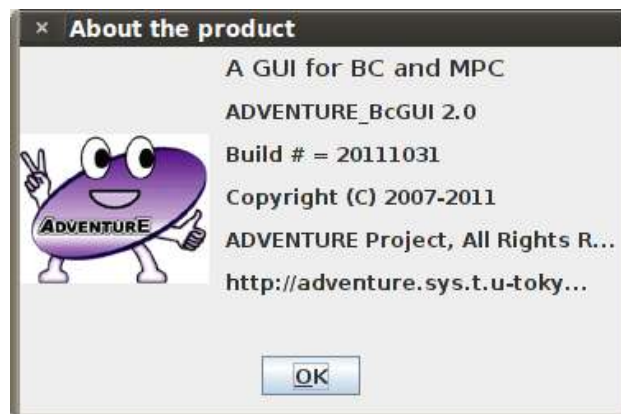 × About the product
A GUI for BC and MPC
ADVENTURE_BcGUI 2.0
Build # = 20111031
Copyright (C) 2007-2011
ADVENTURE
ADVENTURE Project, All Rights R...
http://adventure.sys.t.u-toky...
OK